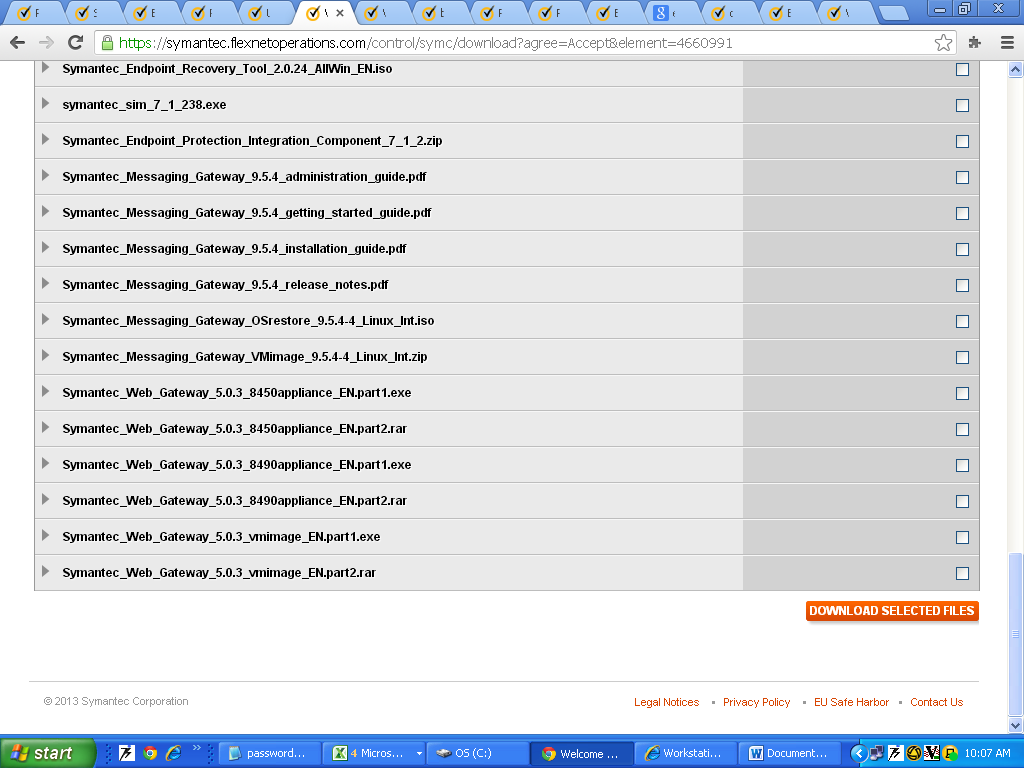 F
S
E
F
U
V
V
E
F
F
E
8
e
c
E
V
https://symantec.flexnetoperations.com/control/symc/download?agree=Accept&element=4660991
Symantec_Endpoint_Recovery_Tool_2.0.24_AllWin_EN.iso
symantec_sim_7_1_238.exe
Symantec_Endpoint_Protection_Integration_Component_7_1_2.zip
Symantec_Messaging_Gateway_9.5.4_administration_guide.pdf
Symantec_Messaging_Gateway_9.5.4_getting_started_guide.pdf
Symantec_Messaging_Gateway_9.5.4_installation_guide.pdf
Symantec_Messaging_Gateway_9.5.4_release_notes.pdf
Symantec_Messaging_Gateway_OSrestore_9.5.4-4_Linux_Int.iso
Symantec_Messaging_Gateway_VMimage_9.5.4-4_Linux_Int.zip
Symantec_Web_Gateway_5.0.3_8450appliance_EN.part1.exe
Symantec_Web_Gateway_5.0.3_8450appliance_EN.part2.rar
Symantec_Web_Gateway_5.0.3_8490appliance_EN.part1.exe
Symantec_Web_Gateway_5.0.3_8490appliance_EN.part2.rar
Symantec_Web_Gateway_5.0.3_vmimage_EN.part1.exe
Symantec_Web_Gateway_5.0.3_vmimage_EN.part2.rar
DOWNLOAD SELECTED FILES
© 2013 Symantec Corporation
Legal Notices • Privacy Policy • EU Safe Harbor • Contact Us
start
»
password...
4 Micros...
OS (C:)
Welcome ...
Workstati...
Document...
10:07 AM